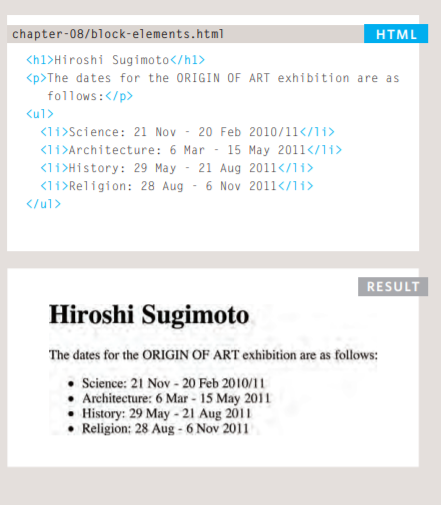 chapter-08/block-elements.html
HTML
<h1>Hiroshi Sugimoto</h1>
<p>The dates for the ORIGIN OF ART exhibition are as
follows:</p>
<ul>
<li>Science: 21 Nov - 20 Feb 2010/11</li>
<li>Architecture: 6 Mar - 15 May 2011</li>
<li>History: 29 May - 21 Aug 2011</li>
<li>Religion: 28 Aug - 6 Nov 2011</li>
</ul>
RESULT
Hiroshi Sugimoto
The dates for the ORIGIN OF ART exhibition are as follows:
• Science: 21 Nov - 20 Feb 2010/11
• Architecture: 6 Mar - 15 May 2011
• History: 29 May - 21 Aug 2011
• Religion: 28 Aug - 6 Nov 2011